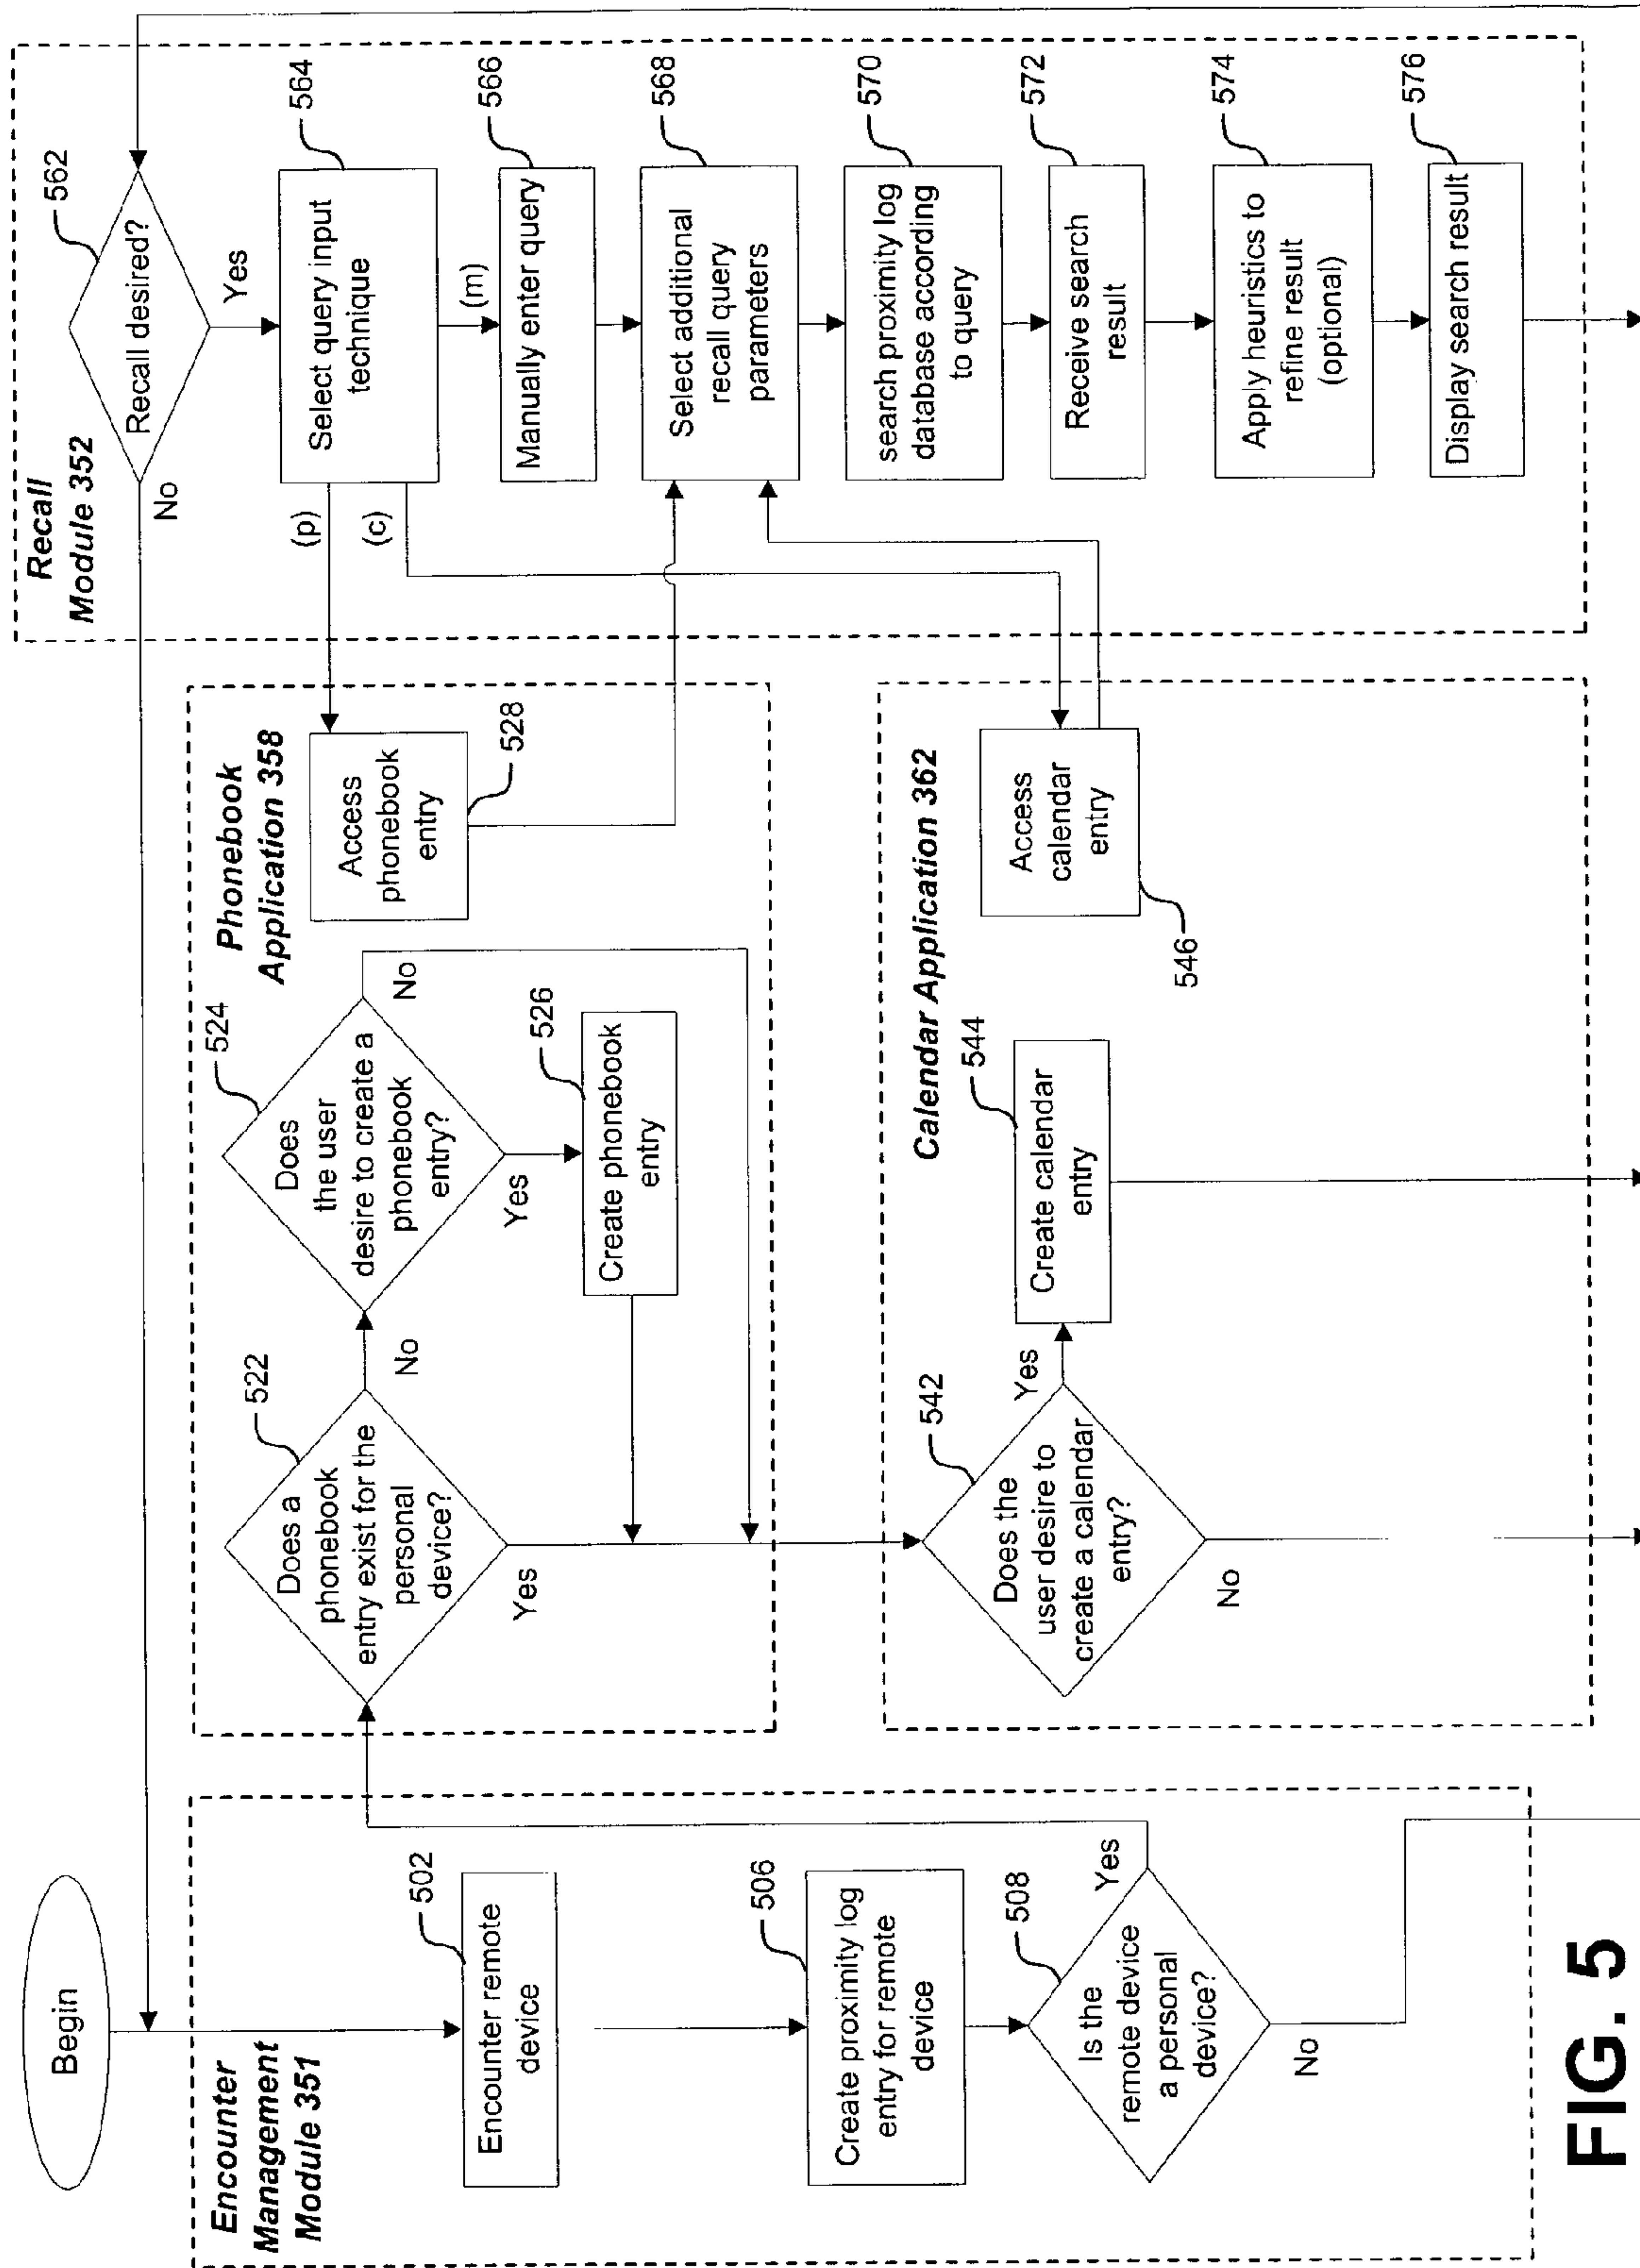 Begin
Encounter
Management
Module 351
502
Encounter remote
device
506
Create proximity log
entry for remote
device
508
Is the
remote device
a personal
device?
Yes
No
Phonebook
Application 358
522
Does a
phonebook
entry exist for the
personal
device?
No
Yes
524
Does
the user
desire to create a
phonebook
entry?
No
Yes
526
Create phonebook
entry
Access
phonebook
entry
528
Calendar Application 362
542
Does the
user desire to
create a calendar
entry?
Yes
No
544
Create calendar
entry
Access
calendar
entry
546
Recall
Module 352
562
Recall desired?
No
Yes
564
Select query input
technique
(p)
(c)
(m)
566
Manually enter query
568
Select additional
recall query
parameters
570
search proximity log
database according
to query
572
Receive search
result
574
Apply heuristics to
refine result
(optional)
576
Display search result
FIG. 5